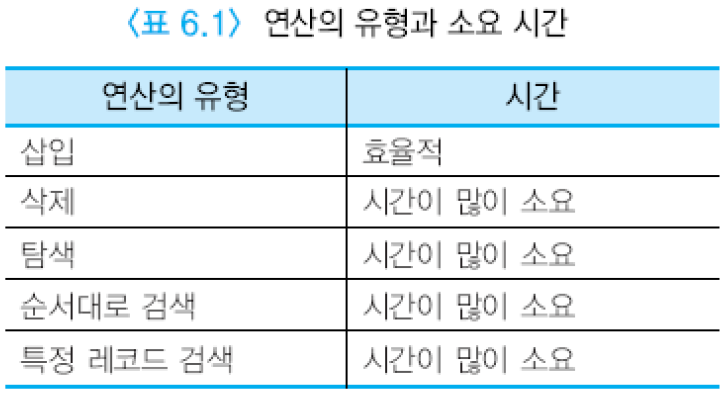 〈표 6.1〉 연산의 유형과 소요 시간
연산의 유형 시간
삽입 효율적
삭제 시간이 많이 소요
탐색 시간이 많이 소요
순서대로 검색 시간이 많이 소요
특정 레코드 검색 시간이 많이 소요